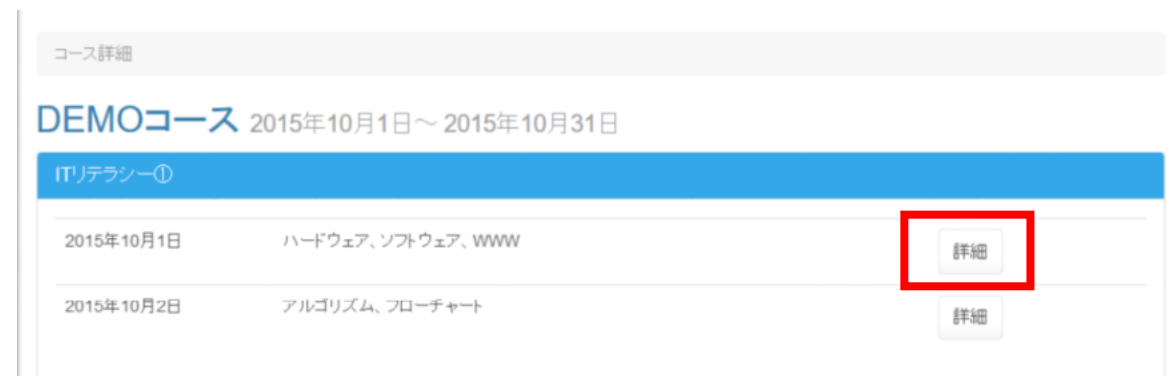 コース詳細
DEMOコース 2015年10月1日～2015年10月31日
ITリテラシー①
2015年10月1日 ハードウェア、ソフトウェア、WWW 詳細
2015年10月2日 アルゴリズム、フローチャート 詳細